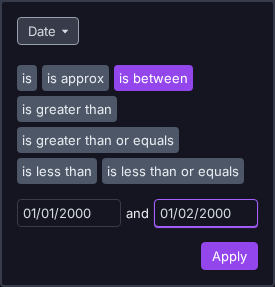 Date
is is approx is between
is greater than
is greater than or equals
is less than is less than or equals
01/01/2000 and 01/02/2000
Apply